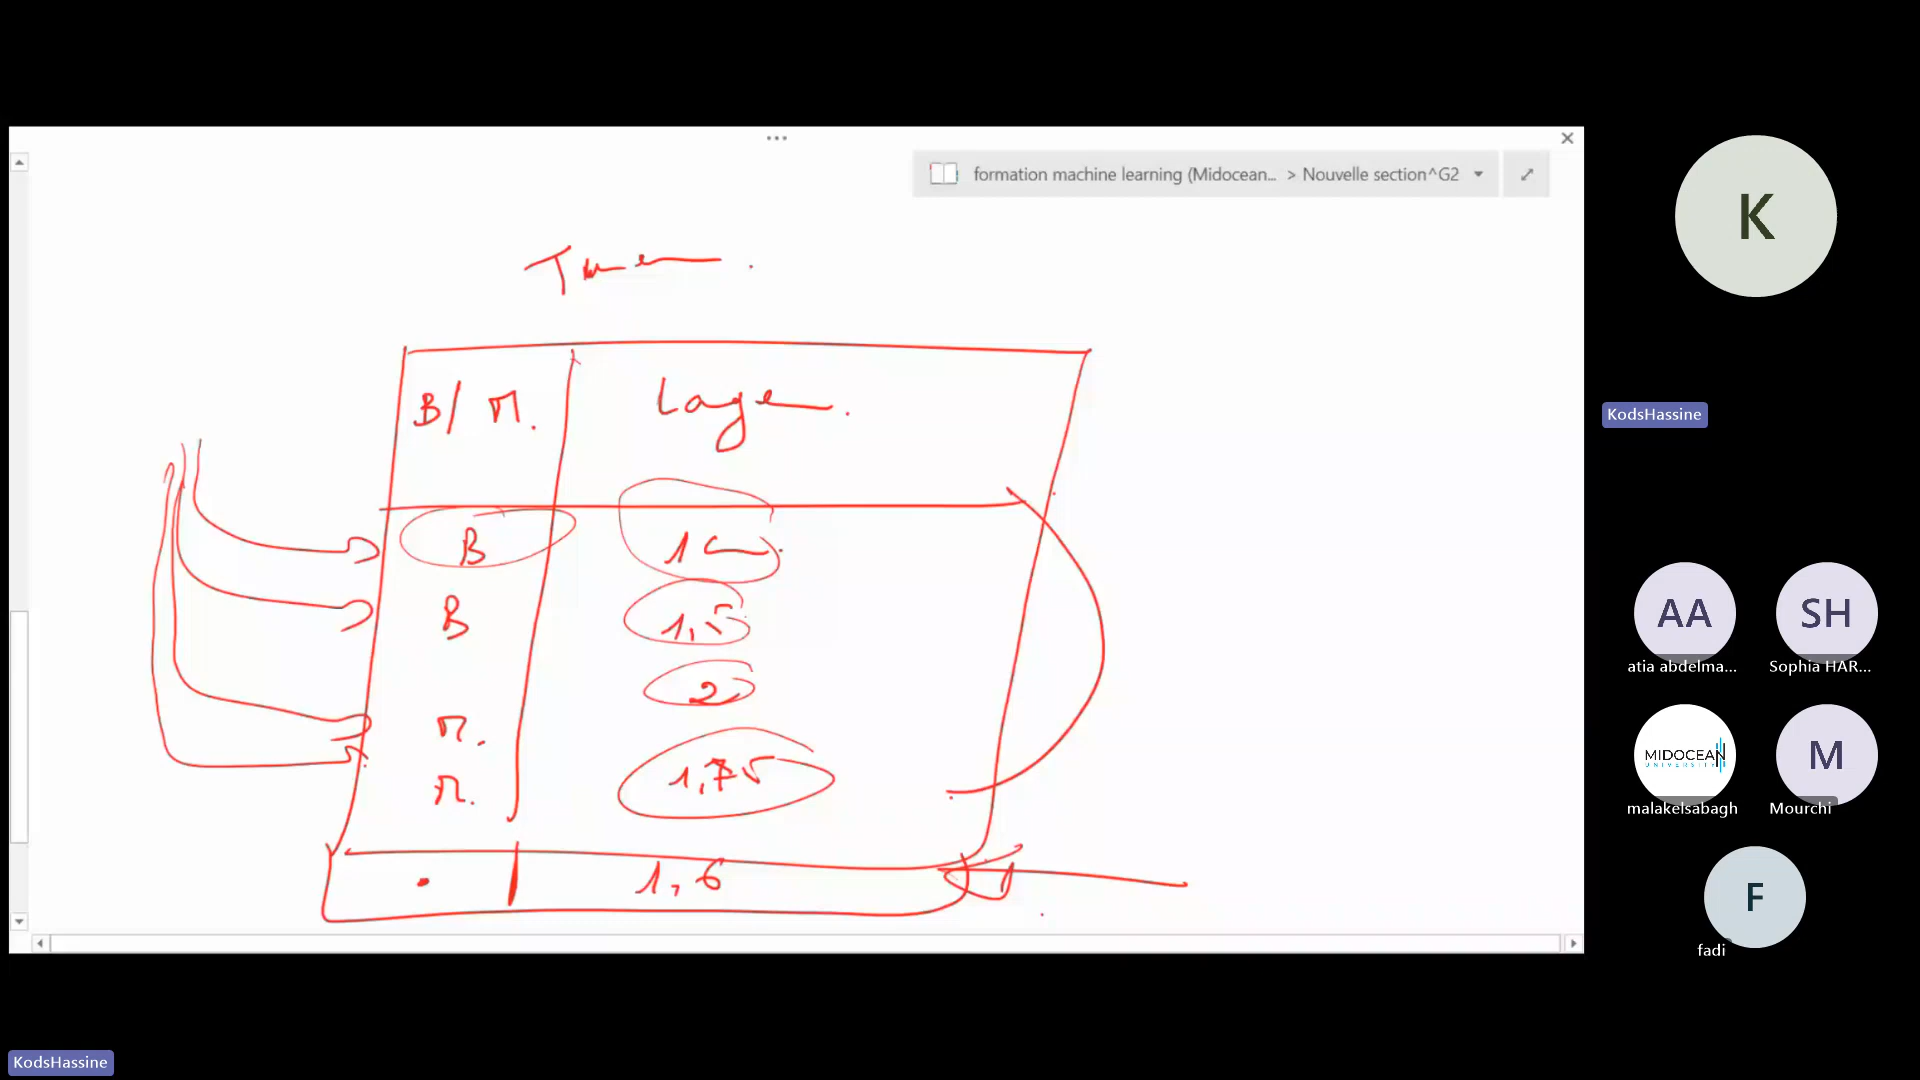 formation machine learning (Midocean... > Nouvelle section^G2
B/M.
B
1
B
1,5
2
M.
M.
1,75
1,6
K
KodsHassine
AA
SH
atia abdelma...
Sophia HAR...
MIDOCEAN
UNIVERSITY
M
malakelsabagh
Mourchi
F
fadi
KodsHassine